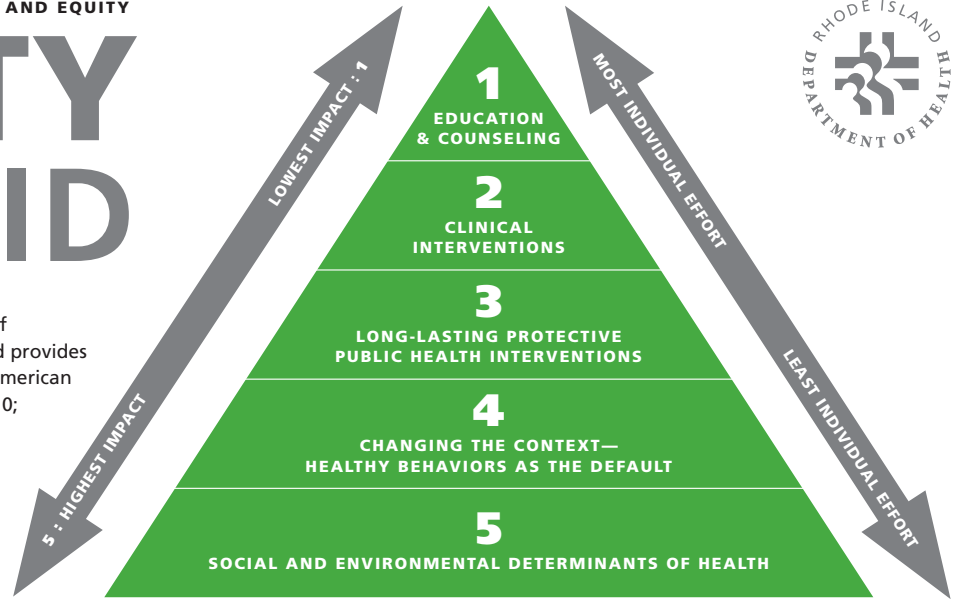 AND EQUITY
TY
ID
f
d provides
merican
0;
LOWEST IMPACT : 1
5 : HIGHEST IMPACT
1
EDUCATION
& COUNSELING
2
CLINICAL
INTERVENTIONS
3
LONG-LASTING PROTECTIVE
PUBLIC HEALTH INTERVENTIONS
4
CHANGING THE CONTEXT—
HEALTHY BEHAVIORS AS THE DEFAULT
5
SOCIAL AND ENVIRONMENTAL DETERMINANTS OF HEALTH
MOST INDIVIDUAL EFFORT
LEAST INDIVIDUAL EFFORT
RHODE ISLAND
DEPARTMENT OF HEALTH